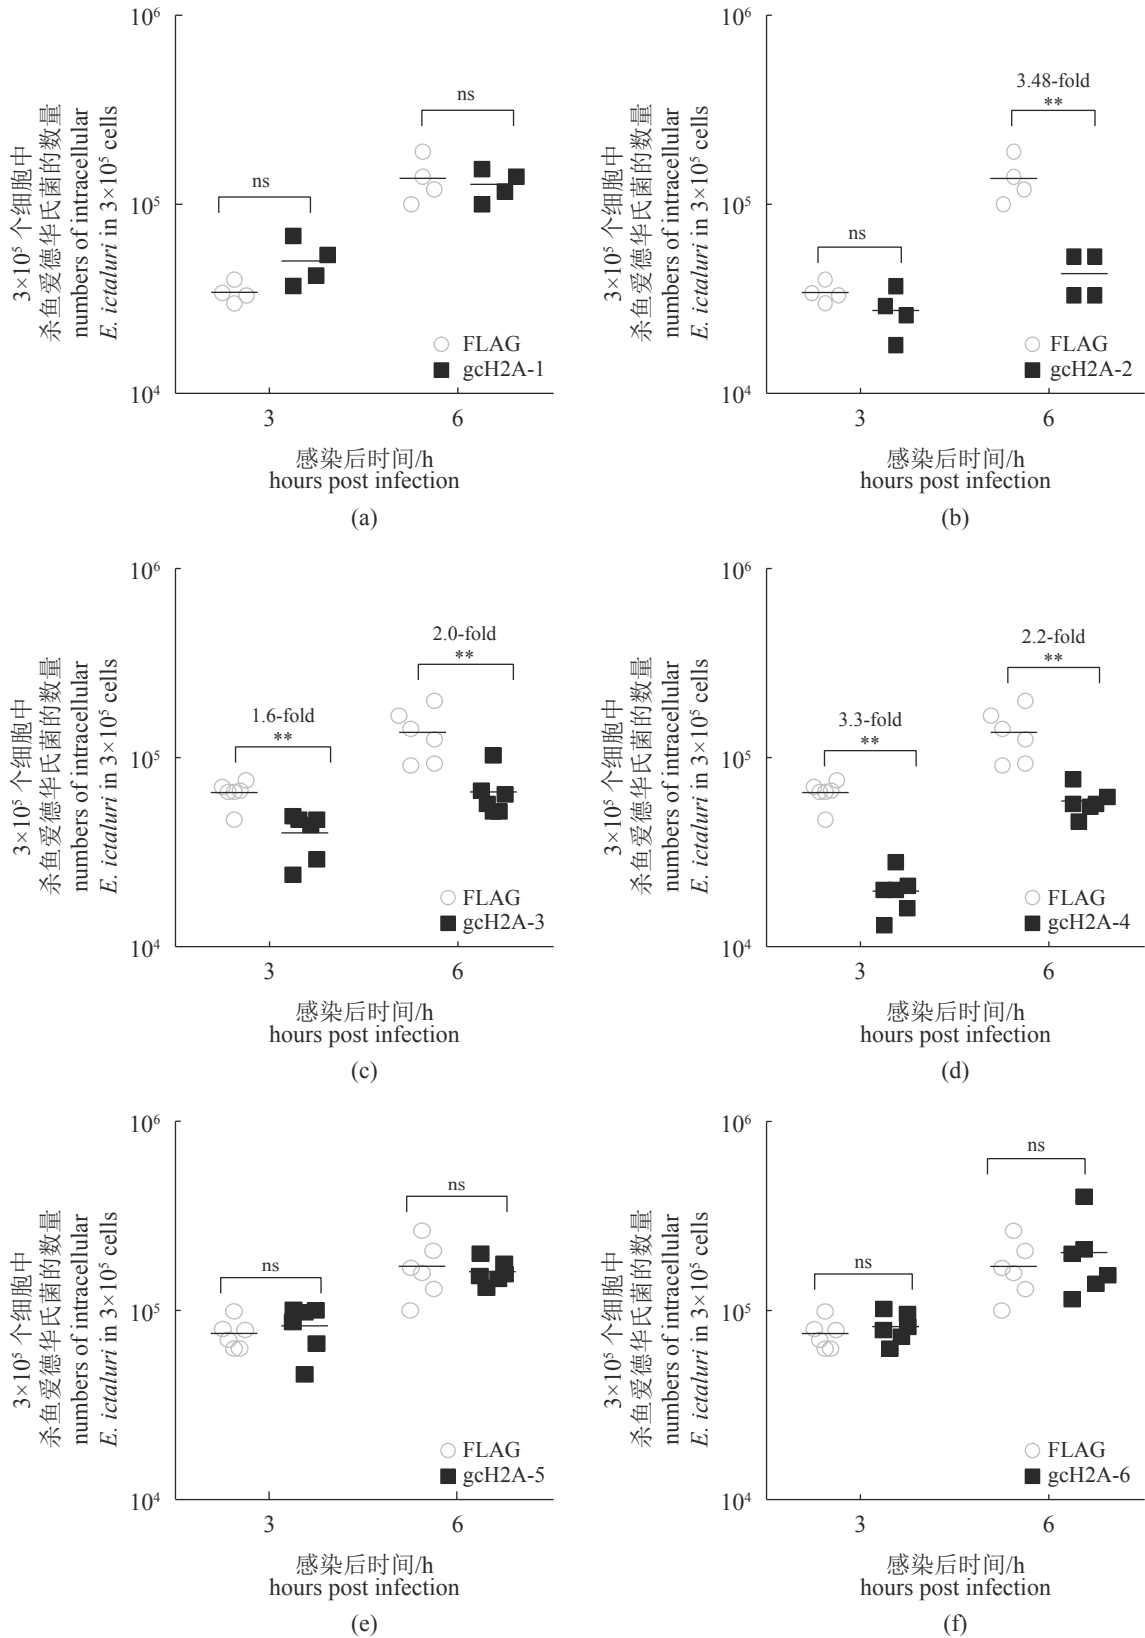 10⁶
10⁵
10⁴
3×10⁵ 个细胞中
杀鱼爱德华氏菌的数量
numbers of intracellular
E. ictaluri in 3×10⁵ cells
ns
ns
FLAG
gcH2A-1
3
6
感染后时间/h
hours post infection
(a)
10⁶
10⁵
10⁴
3×10⁵ 个细胞中
杀鱼爱德华氏菌的数量
numbers of intracellular
E. ictaluri in 3×10⁵ cells
ns
3.48-fold
**
FLAG
gcH2A-2
3
6
感染后时间/h
hours post infection
(b)
10⁶
10⁵
10⁴
3×10⁵ 个细胞中
杀鱼爱德华氏菌的数量
numbers of intracellular
E. ictaluri in 3×10⁵ cells
1.6-fold
**
2.0-fold
**
FLAG
gcH2A-3
3
6
感染后时间/h
hours post infection
(c)
10⁶
10⁵
10⁴
3×10⁵ 个细胞中
杀鱼爱德华氏菌的数量
numbers of intracellular
E. ictaluri in 3×10⁵ cells
3.3-fold
**
2.2-fold
**
FLAG
gcH2A-4
3
6
感染后时间/h
hours post infection
(d)
10⁶
10⁵
10⁴
3×10⁵ 个细胞中
杀鱼爱德华氏菌的数量
numbers of intracellular
E. ictaluri in 3×10⁵ cells
ns
ns
FLAG
gcH2A-5
3
6
感染后时间/h
hours post infection
(e)
10⁶
10⁵
10⁴
3×10⁵ 个细胞中
杀鱼爱德华氏菌的数量
numbers of intracellular
E. ictaluri in 3×10⁵ cells
ns
ns
FLAG
gcH2A-6
3
6
感染后时间/h
hours post infection
(f)